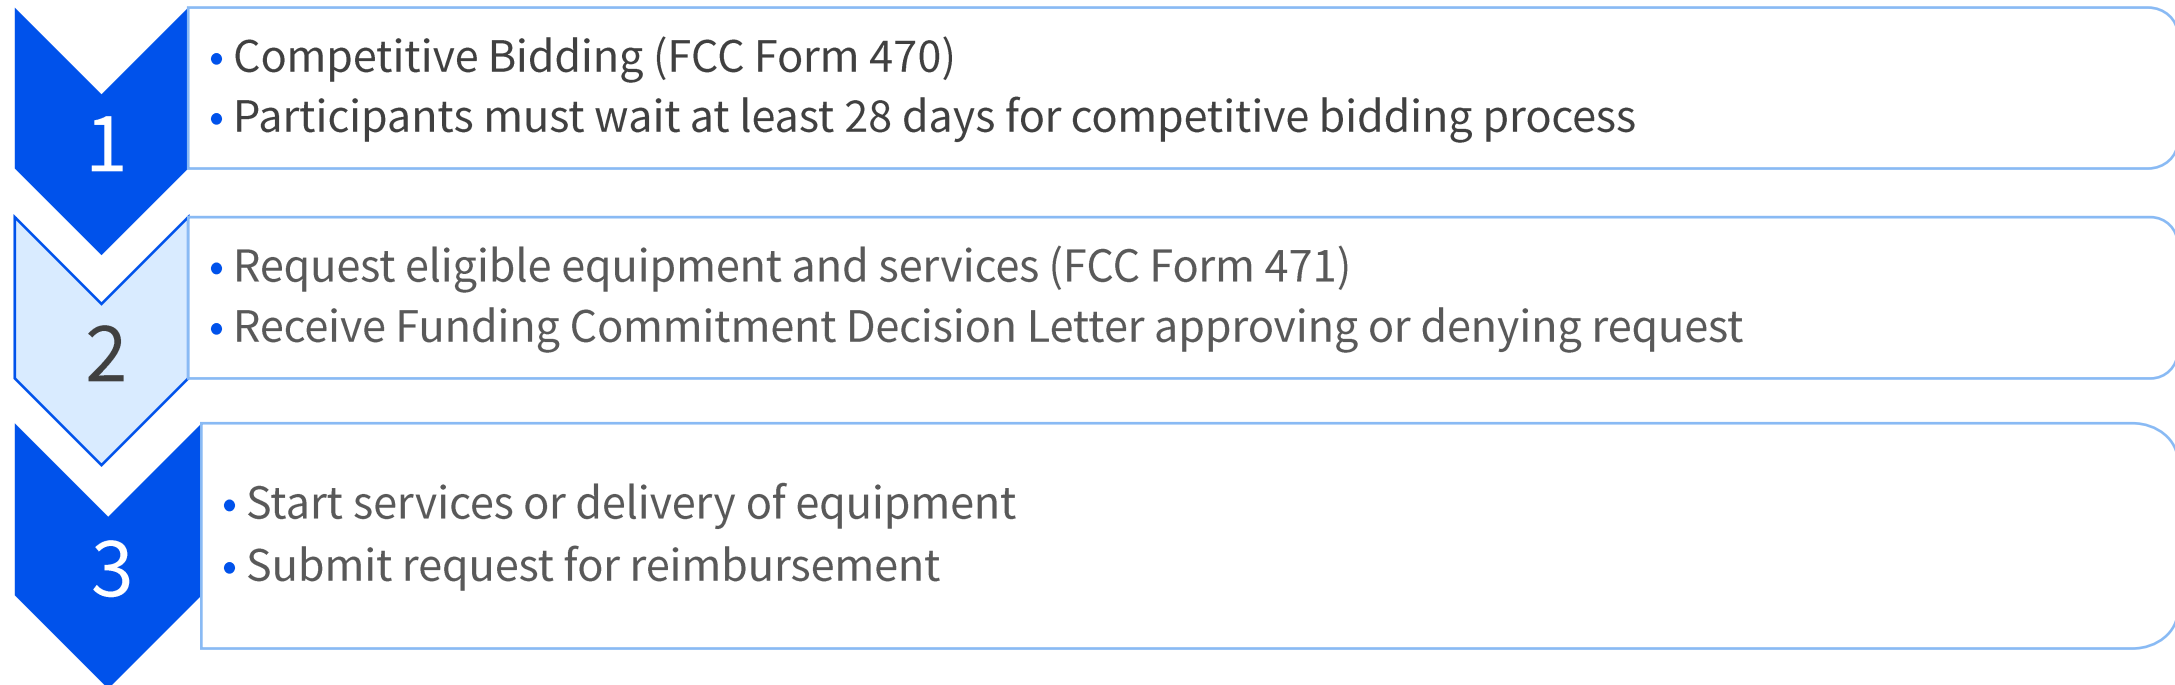 1
• Competitive Bidding (FCC Form 470)
• Participants must wait at least 28 days for competitive bidding process
2
• Request eligible equipment and services (FCC Form 471)
• Receive Funding Commitment Decision Letter approving or denying request
3
• Start services or delivery of equipment
• Submit request for reimbursement